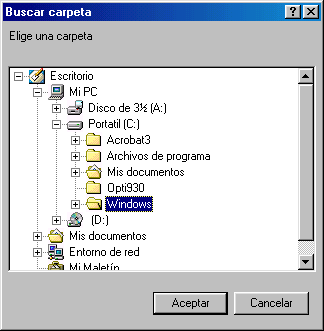 Buscar carpeta
Elige una carpeta
Escritorio
Mi PC
Disco de 3½ (A:)
Portatil (C:)
Acrobat3
Archivos de programa
Mis documentos
Opti930
Windows
(D:)
Mis documentos
Entorno de red
Mi Maletín
Aceptar
Cancelar